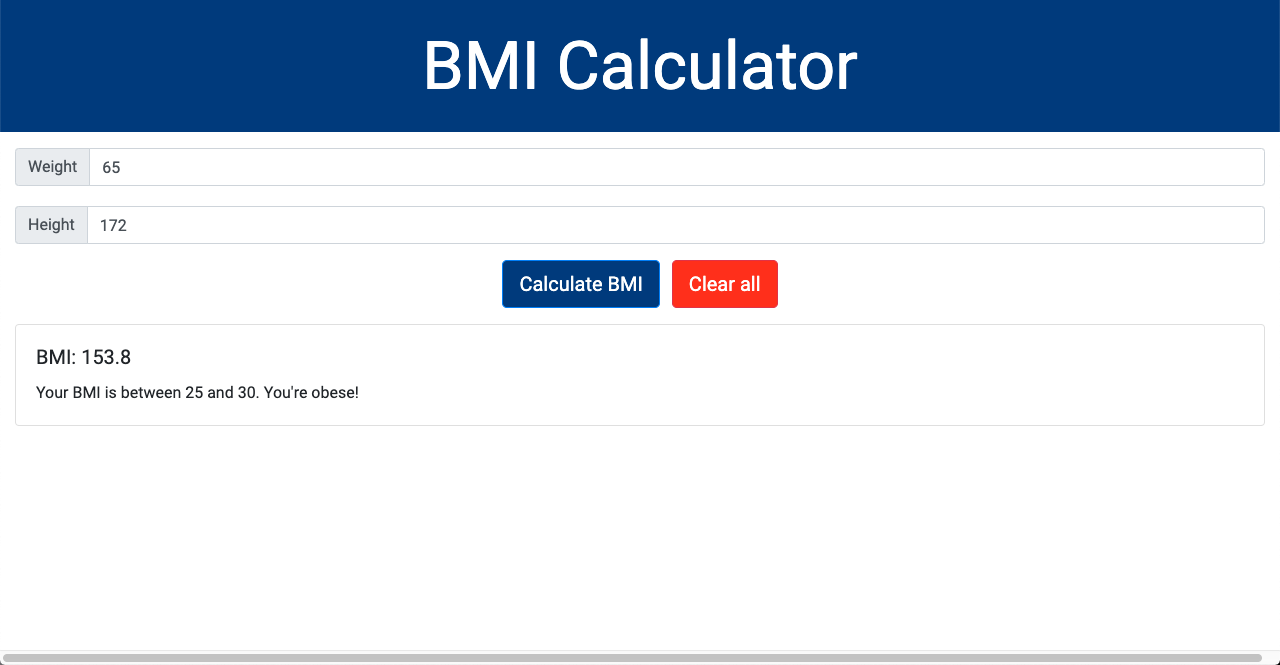 BMI Calculator
Weight 65
Height 172
Calculate BMI Clear all
BMI: 153.8
Your BMI is between 25 and 30. You're obese!